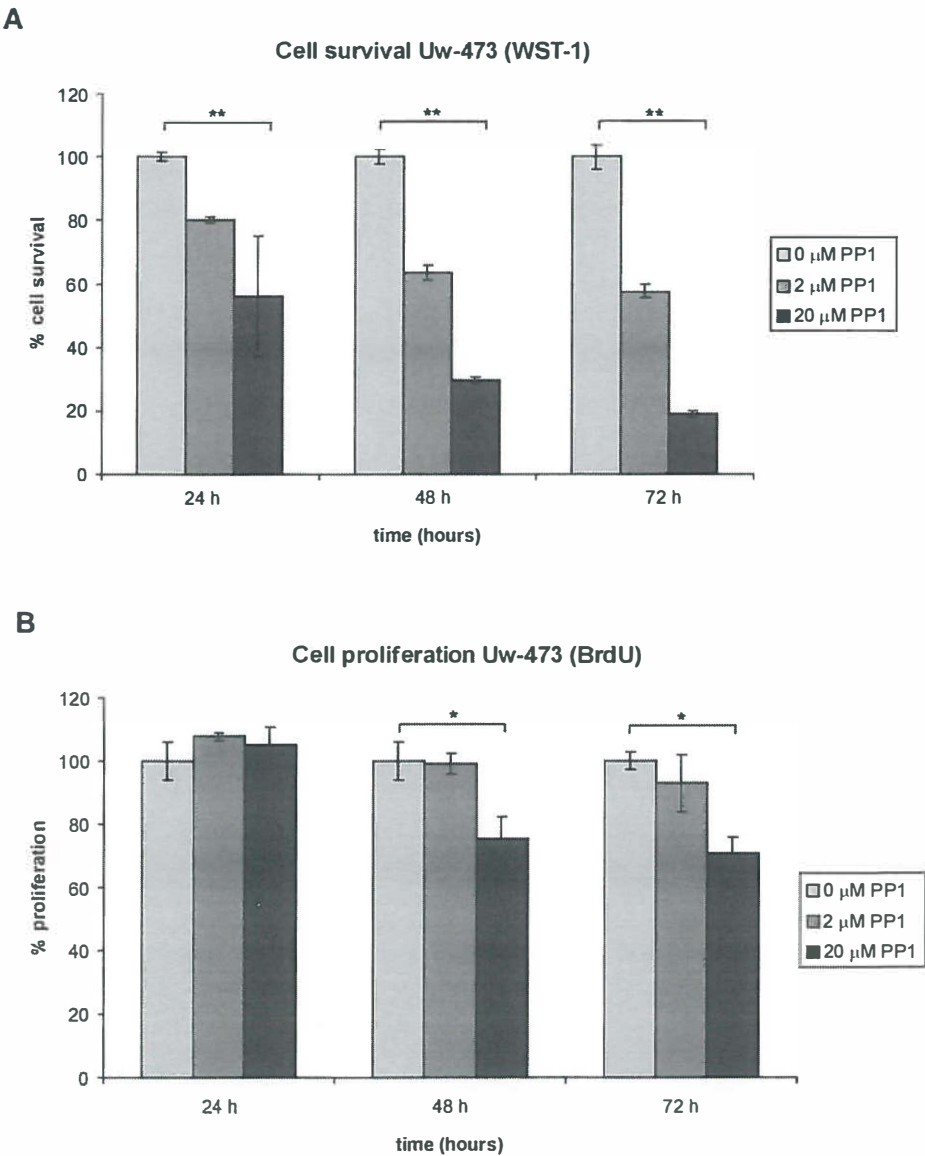 A
Cell survival Uw-473 (WST-1)
120
100
80
60
40
20
0
% cell survival
**
**
**
0 μM PP1
2 μM PP1
20 μM PP1
24 h
48 h
72 h
time (hours)
B
Cell proliferation Uw-473 (BrdU)
120
100
80
60
40
20
0
% proliferation
*
*
0 μM PP1
2 μM PP1
20 μM PP1
24 h
48 h
72 h
time (hours)